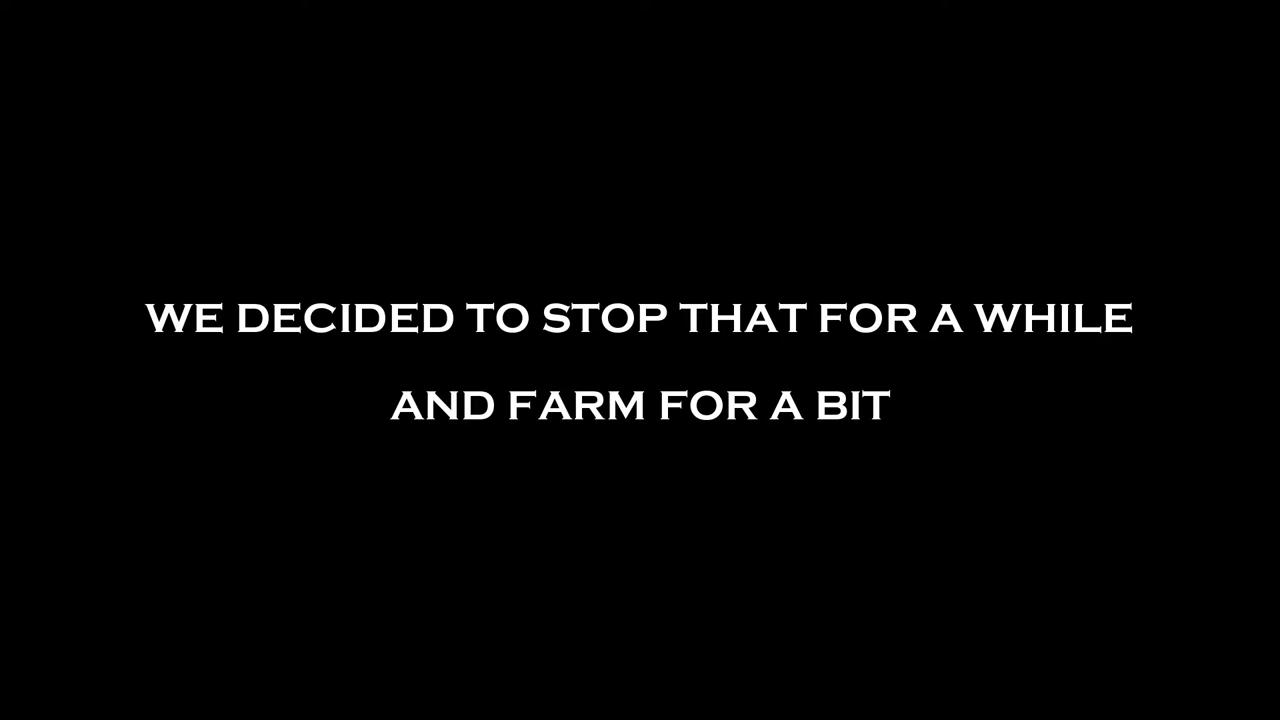 WE DECIDED TO STOP THAT FOR A WHILE
AND FARM FOR A BIT